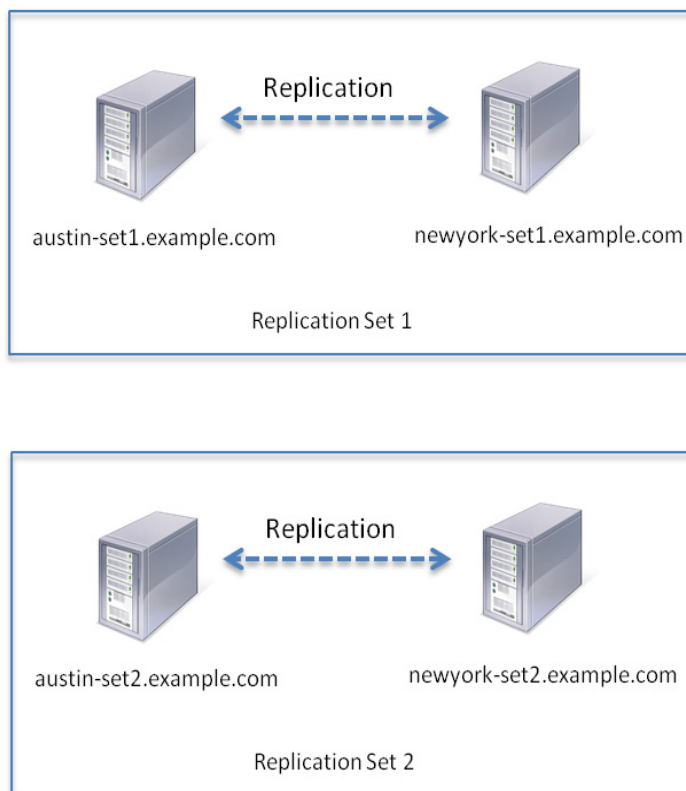 Replication
austin-set1.example.com
newyork-set1.example.com
Replication Set 1
Replication
austin-set2.example.com
newyork-set2.example.com
Replication Set 2